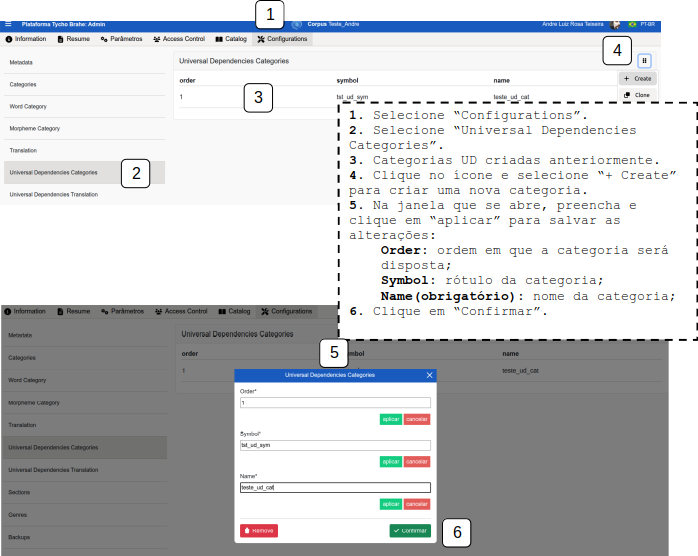 1
Plataforma Tycho Brahe: Admin
Corpus Teste_Andre
Andre Luiz Rosa Teixeira
PT-BR
Information Resume Parâmetros Access Control Catalog Configurations
4
Metadata
Categories
Word Category
Morpheme Category
Translation
Universal Dependencies Categories
2
Universal Dependencies Translation
Universal Dependencies Categories
order symbol name
1 tst_ud_sym teste_ud_cat
3
+ Create
Clone
1. Selecione “Configurations”.
2. Selecione “Universal Dependencies
Categories”.
3. Categorias UD criadas anteriormente.
4. Clique no ícone e selecione “+ Create”
para criar uma nova categoria.
5. Na janela que se abre, preencha e
clique em “aplicar” para salvar as
alterações:
Order: ordem em que a categoria será
disposta;
Symbol: rótulo da categoria;
Name(obrigatório): nome da categoria;
6. Clique em “Confirmar”.
Information Resume Parâmetros Access Control Catalog Configurations
Metadata
Categories
Word Category
Morpheme Category
Translation
Universal Dependencies Categories
Universal Dependencies Translation
Sections
Genres
Backups
Universal Dependencies Categories
order name
1 teste_ud_cat
5
Universal Dependencies Categories
Order*
1
aplicar cancelar
Symbol*
tst_ud_sym
aplicar cancelar
Name*
teste_ud_cat
aplicar cancelar
Remove Confirmar
6